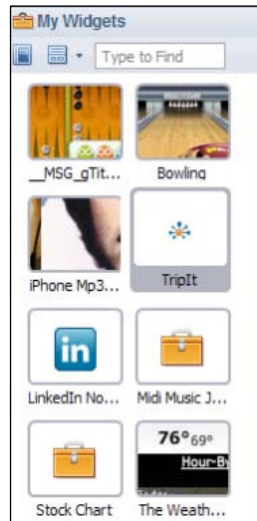 My Widgets
Type to Find
__MSG_gTit...
Bowling
iPhone Mp3...
TripIt
in
LinkedIn No...
Midi Music J...
76° 69°
Hour-By
Stock Chart
The Weath...